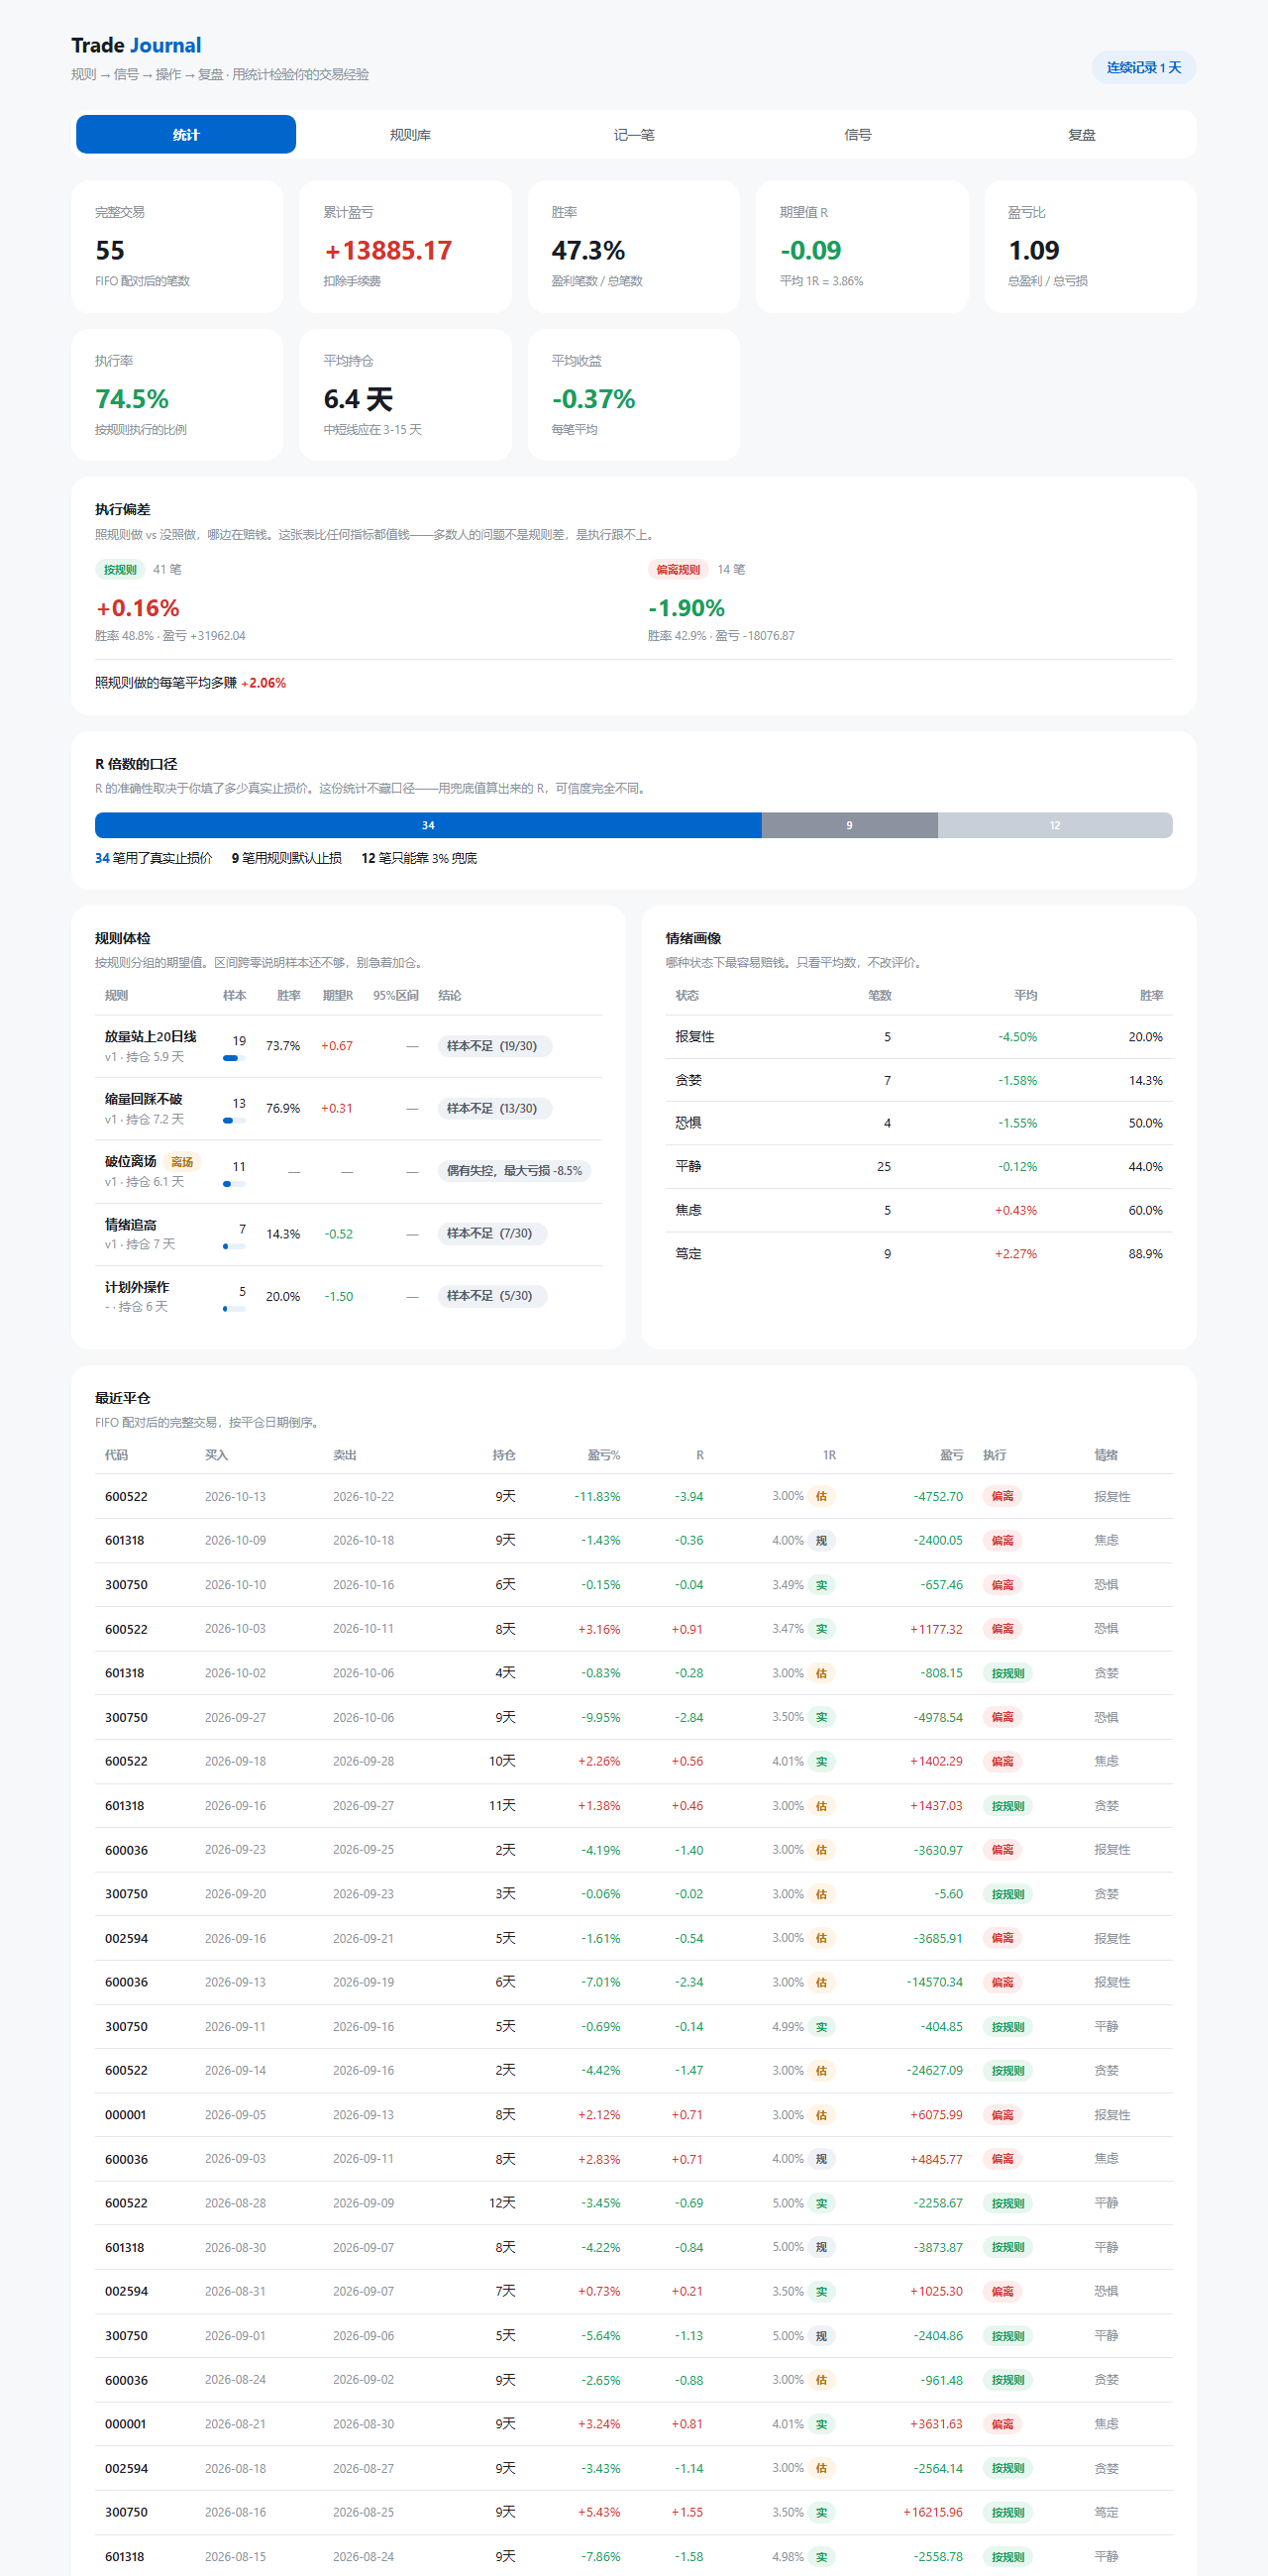 Trade Journal
规则 → 信号 → 操作 → 复盘 · 用统计检验你的交易经验
连续记录 1 天
统计 规则库 记一笔 信号 复盘
完整交易 累计盈亏 胜率 期望值 R 盈亏比
55 +13885.17 47.3% -0.09 1.09
FIFO 配对后的笔数 扣除手续费 盈利笔数 / 总笔数 平均 1R = 3.86% 总盈利 / 总亏损
执行率 平均持仓 平均收益
74.5% 6.4 天 -0.37%
按规则执行的比例 中短线应在 3-15 天 每笔平均
执行偏差
照规则做 vs 没照做，哪边在赔钱。这张表比任何指标都值钱——多数人的问题不是规则差，是执行跟不上。
按规则 41 笔 偏离规则 14 笔
+0.16% -1.90%
胜率 48.8% · 盈亏 +31962.04 胜率 42.9% · 盈亏 -18076.87
照规则做的每笔平均多赚 +2.06%
R 倍数的口径
R 的准确性取决于你填了多少真实止损价。这份统计不藏口径——用兜底值算出来的 R，可信度完全不同。
34 9 12
34 笔用了真实止损价 9 笔用规则默认止损 12 笔只能靠 3% 兜底
规则体检
按规则分组的期望值。区间跨零说明样本还不够，别急着加仓。
规则 样本 胜率 期望R 95%区间 结论
放量站上20日线 19 73.7% +0.67 — 样本不足（19/30）
v1 · 持仓 5.9 天
缩量回踩不破 13 76.9% +0.31 — 样本不足（13/30）
v1 · 持仓 7.2 天
破位离场 离场 11 — — — 偶有失控，最大亏损 -8.5%
v1 · 持仓 6.1 天
情绪追高 7 14.3% -0.52 — 样本不足（7/30）
v1 · 持仓 7 天
计划外操作 5 20.0% -1.50 — 样本不足（5/30）
- · 持仓 6 天
情绪画像
哪种状态下最容易赔钱。只看平均数，不改评价。
状态 笔数 平均 胜率
报复性 5 -4.50% 20.0%
贪婪 7 -1.58% 14.3%
恐惧 4 -1.55% 50.0%
平静 25 -0.12% 44.0%
焦虑 5 +0.43% 60.0%
笃定 9 +2.27% 88.9%
最近平仓
FIFO 配对后的完整交易，按平仓日期倒序。
代码 买入 卖出 持仓 盈亏% R 1R 盈亏 执行 情绪
600522 2026-10-13 2026-10-22 9天 -11.83% -3.94 3.00% 估 -4752.70 偏离 报复性
601318 2026-10-09 2026-10-18 9天 -1.43% -0.36 4.00% 规 -2400.05 偏离 焦虑
300750 2026-10-10 2026-10-16 6天 -0.15% -0.04 3.49% 实 -657.46 偏离 恐惧
600522 2026-10-03 2026-10-11 8天 +3.16% +0.91 3.47% 实 +1177.32 偏离 恐惧
601318 2026-10-02 2026-10-06 4天 -0.83% -0.28 3.00% 估 -808.15 按规则 贪婪
300750 2026-09-27 2026-10-06 9天 -9.95% -2.84 3.50% 实 -4978.54 偏离 恐惧
600522 2026-09-18 2026-09-28 10天 +2.26% +0.56 4.01% 实 +1402.29 偏离 焦虑
601318 2026-09-16 2026-09-27 11天 +1.38% +0.46 3.00% 估 +1437.03 按规则 贪婪
600036 2026-09-23 2026-09-25 2天 -4.19% -1.40 3.00% 估 -3630.97 偏离 报复性
300750 2026-09-20 2026-09-23 3天 -0.06% -0.02 3.00% 估 -5.60 按规则 贪婪
002594 2026-09-16 2026-09-21 5天 -1.61% -0.54 3.00% 估 -3685.91 偏离 报复性
600036 2026-09-13 2026-09-19 6天 -7.01% -2.34 3.00% 估 -14570.34 偏离 报复性
300750 2026-09-11 2026-09-16 5天 -0.69% -0.14 4.99% 实 -404.85 按规则 平静
600522 2026-09-14 2026-09-16 2天 -4.42% -1.47 3.00% 估 -24627.09 按规则 贪婪
000001 2026-09-05 2026-09-13 8天 +2.12% +0.71 3.00% 估 +6075.99 偏离 报复性
600036 2026-09-03 2026-09-11 8天 +2.83% +0.71 4.00% 规 +4845.77 偏离 焦虑
600522 2026-08-28 2026-09-09 12天 -3.45% -0.69 5.00% 实 -2258.67 按规则 平静
601318 2026-08-30 2026-09-07 8天 -4.22% -0.84 5.00% 规 -3873.87 按规则 平静
002594 2026-08-31 2026-09-07 7天 +0.73% +0.21 3.50% 实 +1025.30 偏离 恐惧
300750 2026-09-01 2026-09-06 5天 -5.64% -1.13 5.00% 规 -2404.86 按规则 平静
600036 2026-08-24 2026-09-02 9天 -2.65% -0.88 3.00% 估 -961.48 按规则 贪婪
000001 2026-08-21 2026-08-30 9天 +3.24% +0.81 4.01% 实 +3631.63 偏离 焦虑
002594 2026-08-18 2026-08-27 9天 -3.43% -1.14 3.00% 估 -2564.14 按规则 贪婪
300750 2026-08-16 2026-08-25 9天 +5.43% +1.55 3.50% 实 +16215.96 按规则 笃定
601318 2026-08-15 2026-08-24 9天 -7.86% -1.58 4.98% 实 -2558.78 按规则 平静